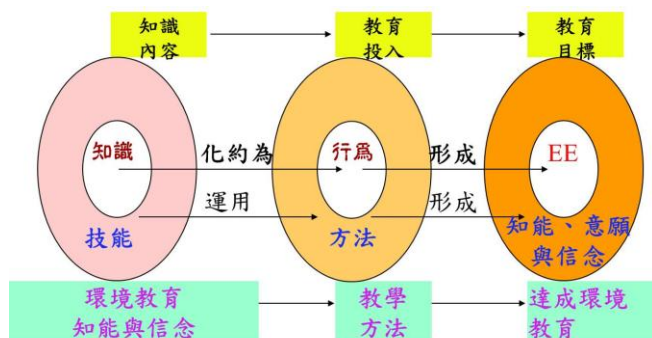 知識
內容
教育
投入
教育
目標
知識
化約為
行為
形成
EE
運用
形成
技能
方法
知能、意願
與信念
環境教育
知能與信念
教學
方法
達成環境
教育